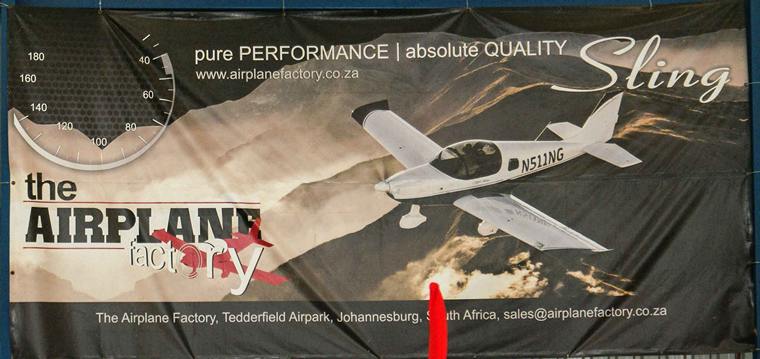 pure PERFORMANCE | absolute QUALITY
www.airplanefactory.co.za
Sling
180
160
140
120
100
80
60
40
the
AIRPLANE
factory
N511NG
The Airplane Factory, Tedderfield Airpark, Johannesburg, South Africa, sales@airplanefactory.co.za